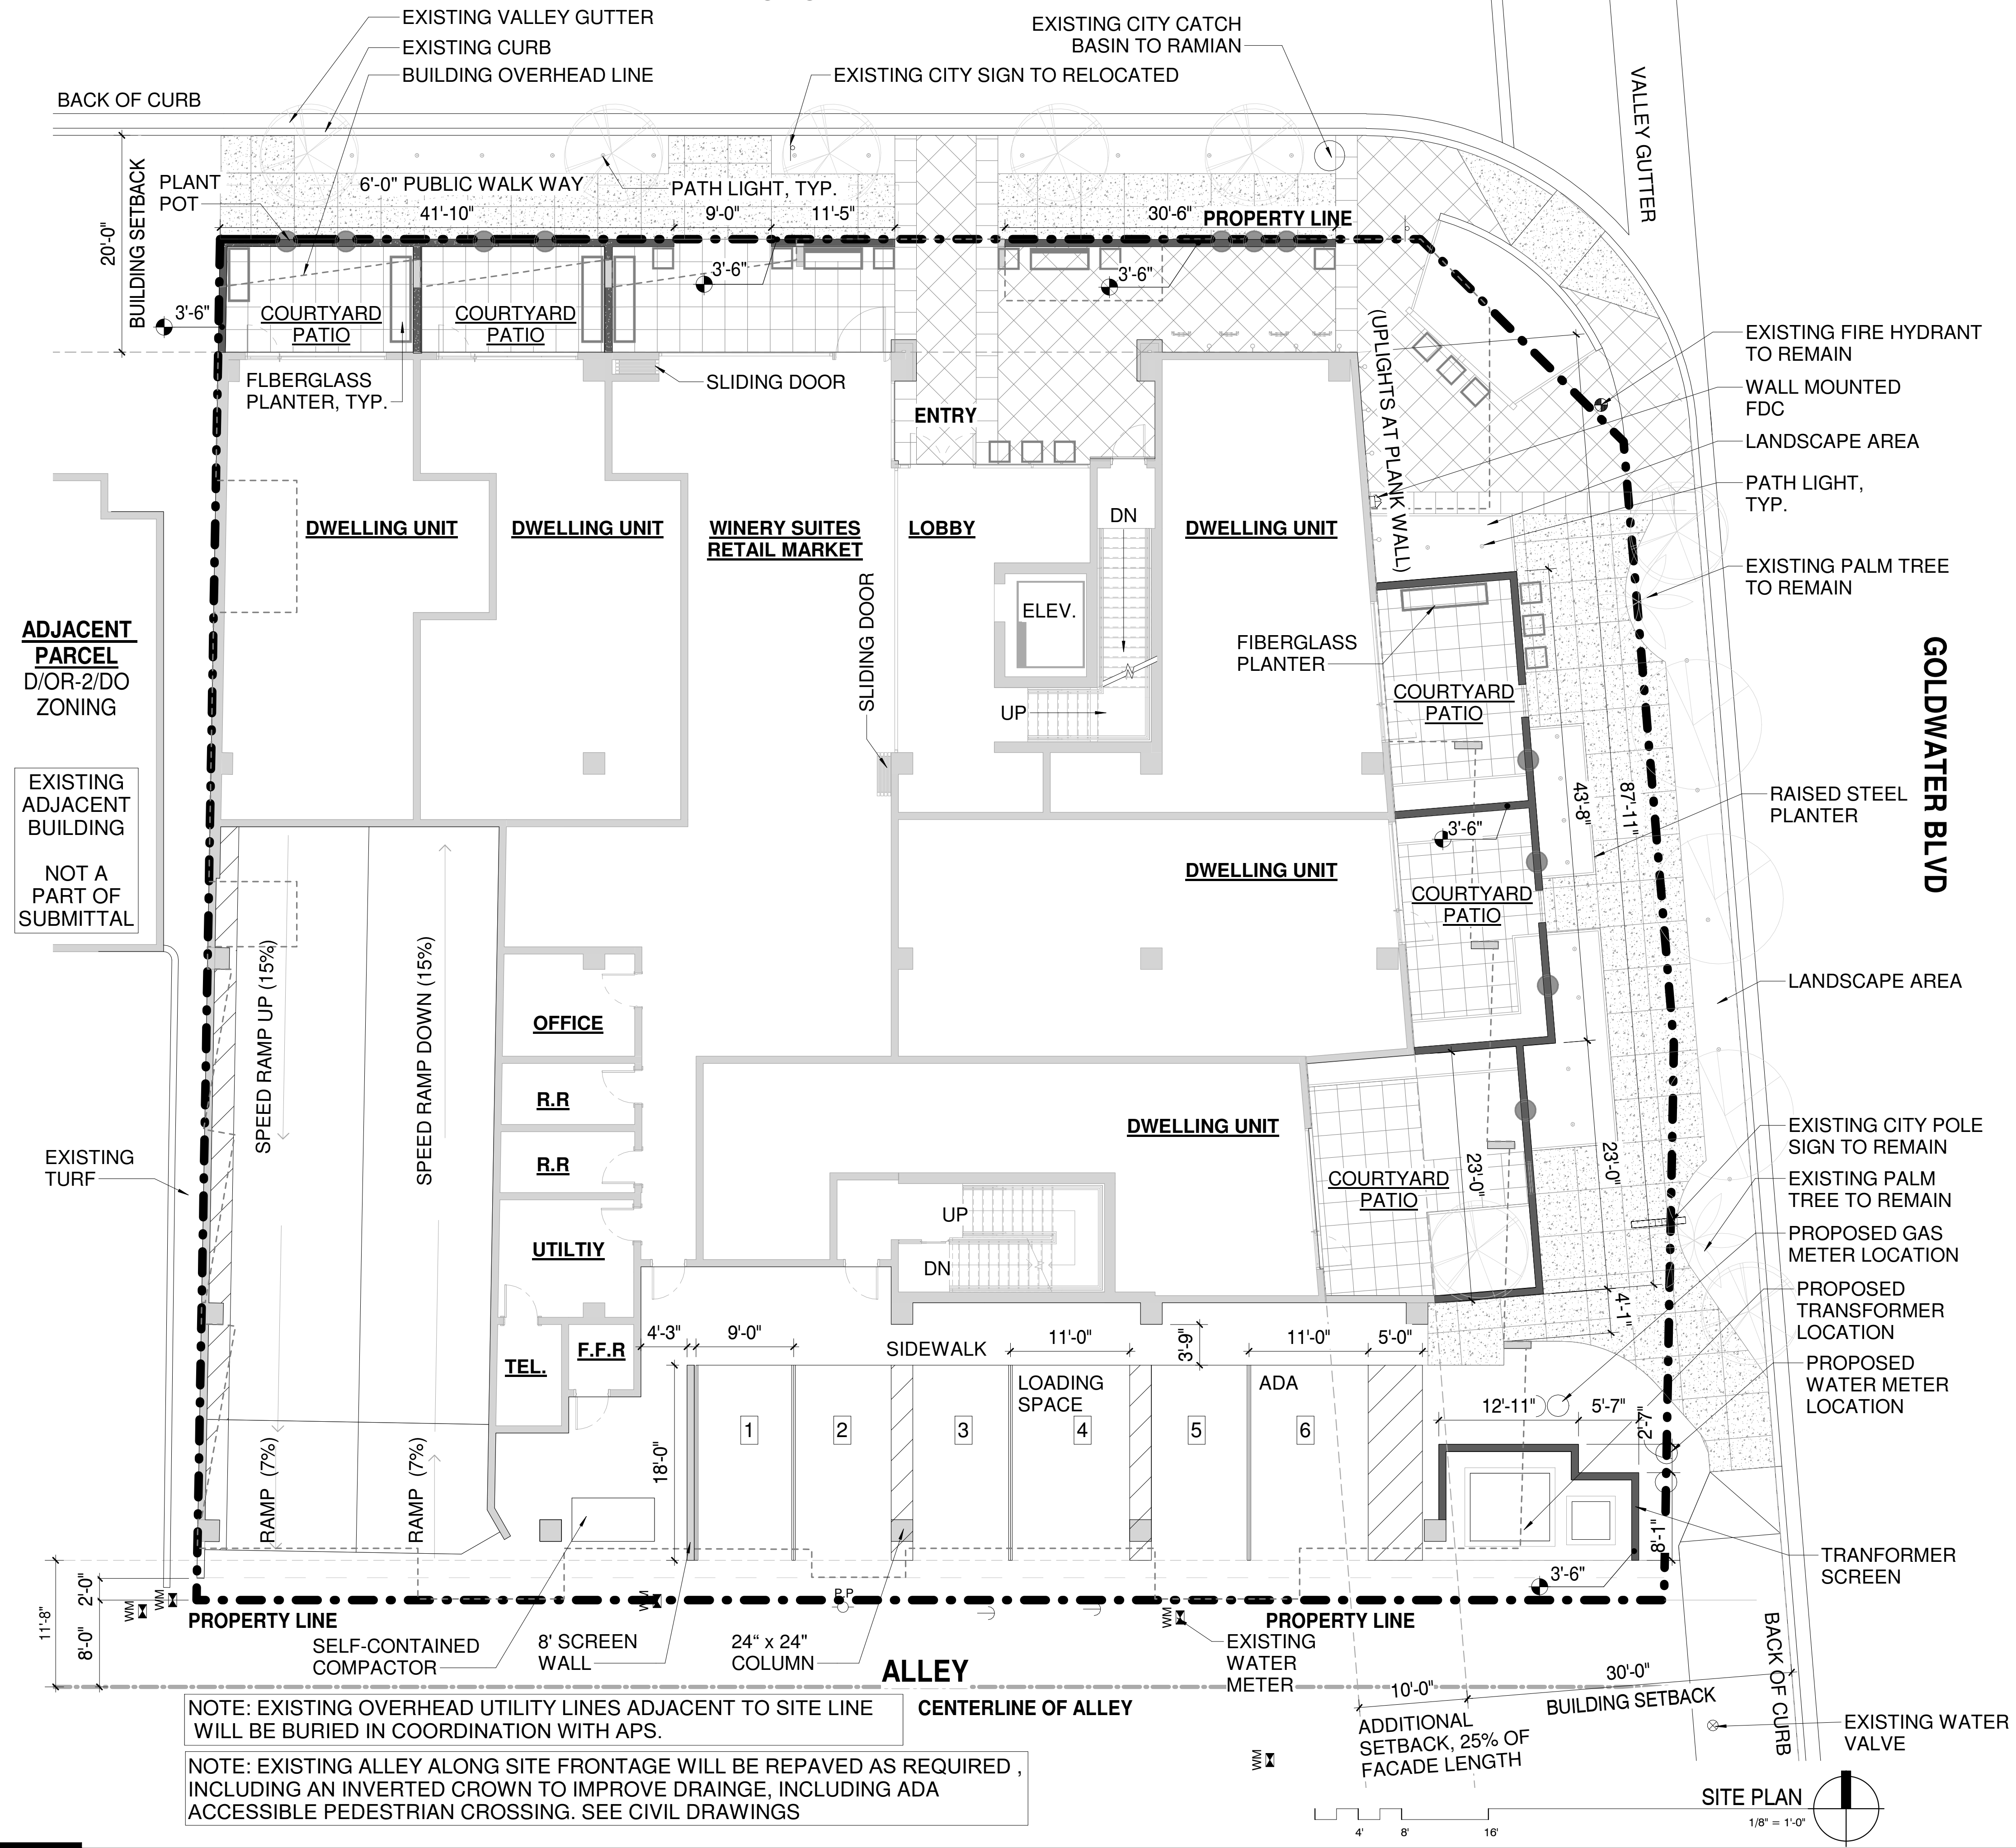 EXISTING VALLEY GUTTER
EXISTING CURB
BUILDING OVERHEAD LINE
EXISTING CITY CATCH
BASIN TO RAMIAN
EXISTING CITY SIGN TO RELOCATED
BACK OF CURB
VALLEY GUTTER
20'-0"
BUILDING SETBACK
PLANT
POT
6'-0" PUBLIC WALK WAY
PATH LIGHT, TYP.
41'-10"
9'-0"
11'-5"
30'-6"
PROPERTY LINE
3'-6"
3'-6"
3'-6"
COURTYARD
PATIO
COURTYARD
PATIO
FLBERGLASS
PLANTER, TYP.
SLIDING DOOR
ENTRY
(UPLIGHTS AT PLANK WALL)
EXISTING FIRE HYDRANT
TO REMAIN
WALL MOUNTED
FDC
LANDSCAPE AREA
PATH LIGHT,
TYP.
EXISTING PALM TREE
TO REMAIN
DWELLING UNIT
DWELLING UNIT
WINERY SUITES
RETAIL MARKET
LOBBY
DN
DWELLING UNIT
SLIDING DOOR
ELEV.
UP
FIBERGLASS
PLANTER
COURTYARD
PATIO
ADJACENT
PARCEL
D/OR-2/DO
ZONING
EXISTING
ADJACENT
BUILDING
NOT A
PART OF
SUBMITTAL
GOLDWATER BLVD
43'-8"
87'-11"
RAISED STEEL
PLANTER
3'-6"
DWELLING UNIT
COURTYARD
PATIO
LANDSCAPE AREA
SPEED RAMP UP (15%)
SPEED RAMP DOWN (15%)
OFFICE
R.R
R.R
UTILTIY
TEL.
F.F.R
DWELLING UNIT
UP
DN
COURTYARD
PATIO
23'-0"
23'-0"
4'-1"
EXISTING
TURF
EXISTING CITY POLE
SIGN TO REMAIN
EXISTING PALM
TREE TO REMAIN
PROPOSED GAS
METER LOCATION
PROPOSED
TRANSFORMER
LOCATION
PROPOSED
WATER METER
LOCATION
4'-3"
9'-0"
SIDEWALK
11'-0"
3'-9"
11'-0"
5'-0"
LOADING
SPACE
ADA
1
2
3
4
5
6
18'-0"
12'-11"
5'-7"
2'-7"
8'-1"
RAMP (7%)
RAMP (7%)
3'-6"
TRANFORMER
SCREEN
11'-8"
2'-0"
8'-0"
WM
WM
WM
P.P
WM
PROPERTY LINE
PROPERTY LINE
SELF-CONTAINED
COMPACTOR
8' SCREEN
WALL
24" x 24"
COLUMN
ALLEY
EXISTING
WATER
METER
BACK OF CURB
CENTERLINE OF ALLEY
10'-0"
30'-0"
BUILDING SETBACK
ADDITIONAL
SETBACK, 25% OF
FACADE LENGTH
WM
EXISTING WATER
VALVE
NOTE: EXISTING OVERHEAD UTILITY LINES ADJACENT TO SITE LINE
WILL BE BURIED IN COORDINATION WITH APS.
NOTE: EXISTING ALLEY ALONG SITE FRONTAGE WILL BE REPAVED AS REQUIRED ,
INCLUDING AN INVERTED CROWN TO IMPROVE DRAINGE, INCLUDING ADA
ACCESSIBLE PEDESTRIAN CROSSING. SEE CIVIL DRAWINGS
SITE PLAN
1/8" = 1'-0"
4'
8'
16'